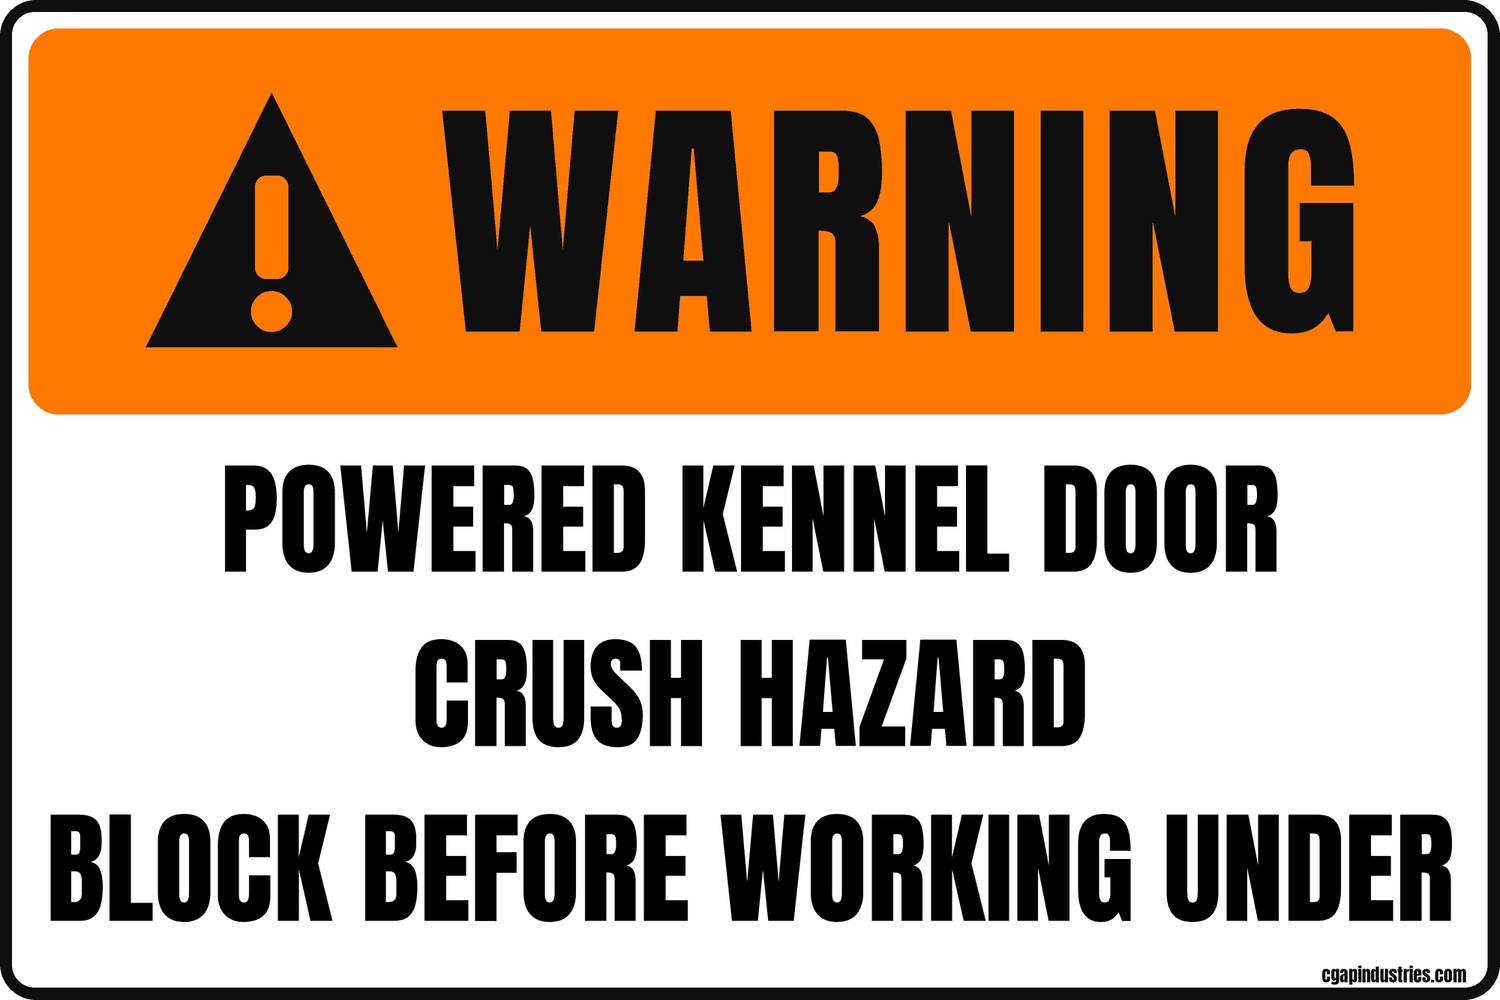 WARNING
POWERED KENNEL DOOR
CRUSH HAZARD
BLOCK BEFORE WORKING UNDER
cgapindustries.com